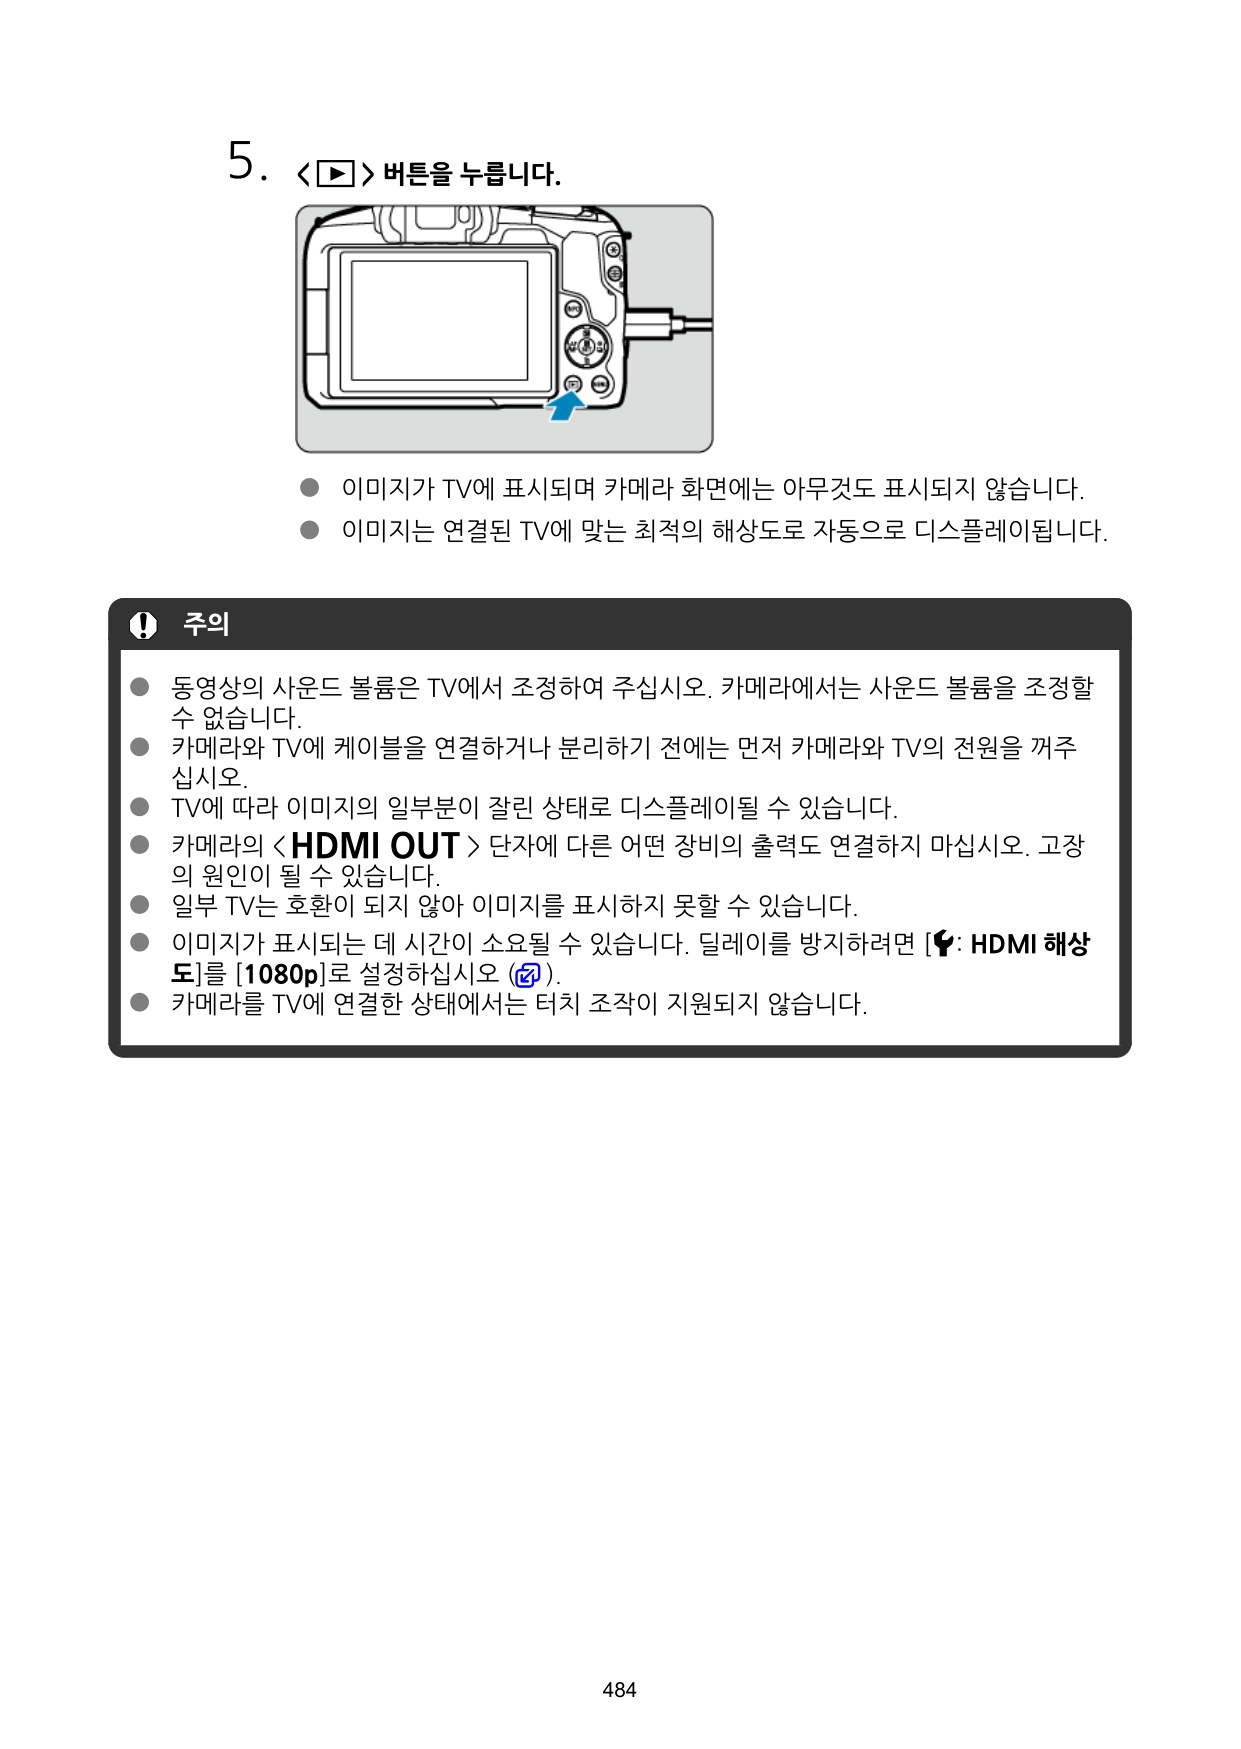 5. <▶> 버튼을 누릅니다.
● 이미지가 TV에 표시되며 카메라 화면에는 아무것도 표시되지 않습니다.
● 이미지는 연결된 TV에 맞는 최적의 해상도로 자동으로 디스플레이됩니다.
주의
● 동영상의 사운드 볼륨은 TV에서 조정하여 주십시오. 카메라에서는 사운드 볼륨을 조정할
수 없습니다.
● 카메라와 TV에 케이블을 연결하거나 분리하기 전에는 먼저 카메라와 TV의 전원을 꺼주
십시오.
● TV에 따라 이미지의 일부분이 잘린 상태로 디스플레이될 수 있습니다.
● 카메라의 <HDMI OUT> 단자에 다른 어떤 장비의 출력도 연결하지 마십시오. 고장
의 원인이 될 수 있습니다.
● 일부 TV는 호환이 되지 않아 이미지를 표시하지 못할 수 있습니다.
● 이미지가 표시되는 데 시간이 소요될 수 있습니다. 딜레이를 방지하려면 [: HDMI 해상
도]를 [1080p]로 설정하십시오 ().
● 카메라를 TV에 연결한 상태에서는 터치 조작이 지원되지 않습니다.
484